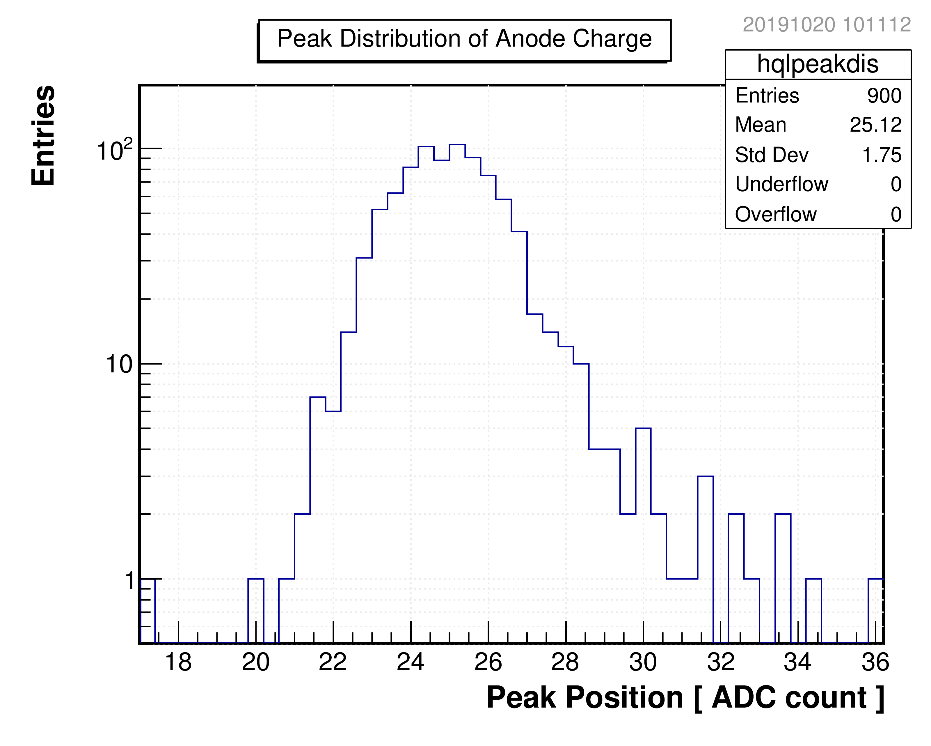 20191020 101112
Peak Distribution of Anode Charge
hqlpeakdis
Entries 900
Mean 25.12
Std Dev 1.75
Underflow 0
Overflow 0
Entries
10²
10
1
18 20 22 24 26 28 30 32 34 36
Peak Position [ ADC count ]